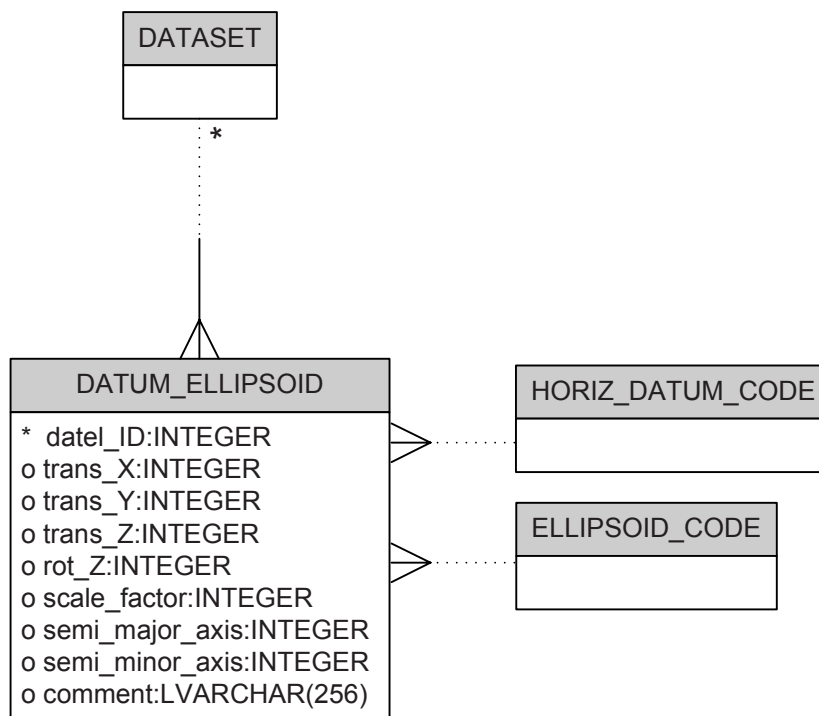 DATASET
*
DATUM_ELLIPSOID
* datel_ID:INTEGER
o trans_X:INTEGER
o trans_Y:INTEGER
o trans_Z:INTEGER
o rot_Z:INTEGER
o scale_factor:INTEGER
o semi_major_axis:INTEGER
o semi_minor_axis:INTEGER
o comment:LVARCHAR(256)
HORIZ_DATUM_CODE
ELLIPSOID_CODE